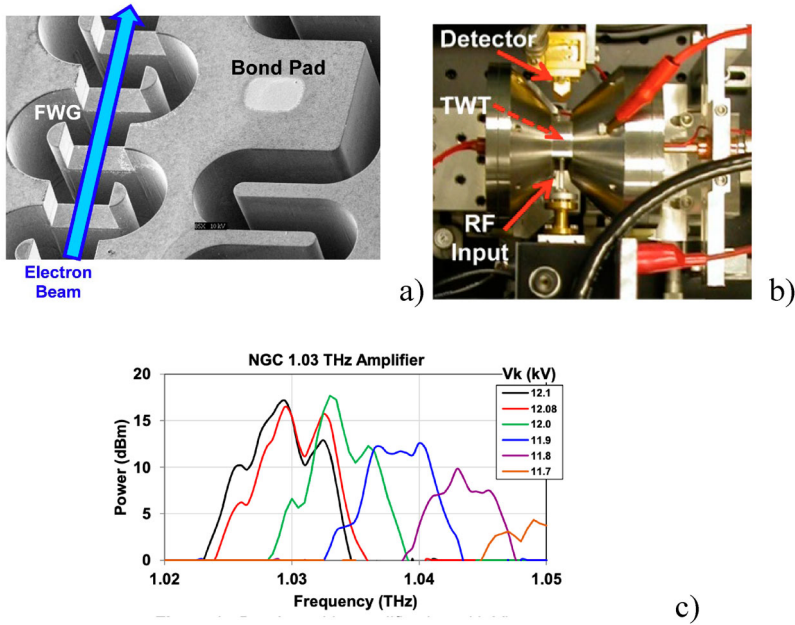 FWG
Bond Pad
Electron
Beam
a)
Detector
TWT
RF
Input
b)
NGC 1.03 THz Amplifier
Vk (kV)
12.1
12.08
12.0
11.9
11.8
11.7
Power (dBm)
20
15
10
5
0
1.02
1.03
1.04
1.05
Frequency (THz)
c)